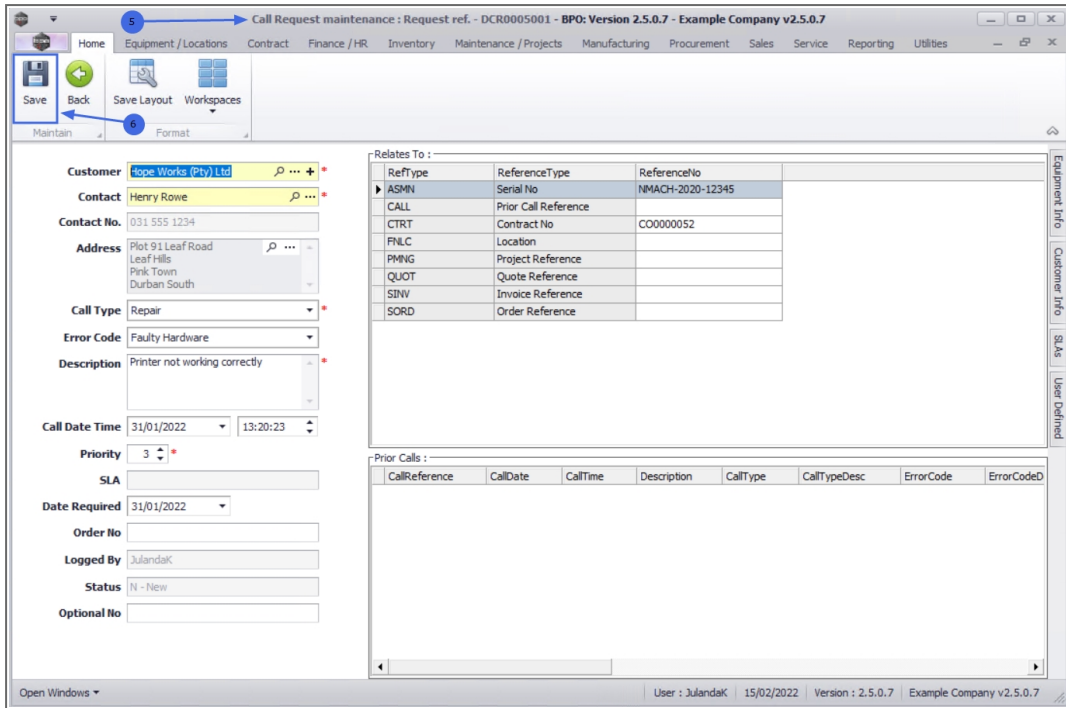 5
Call Request maintenance : Request ref. - DCR0005001 - BPO: Version 2.5.0.7 - Example Company v2.5.0.7
Home Equipment / Locations Contract Finance / HR Inventory Maintenance / Projects Manufacturing Procurement Sales Service Reporting Utilities
Save Back Save Layout Workspaces
6
Maintain Format
Customer Hope Works (Pty) Ltd *
Contact Henry Rowe *
Contact No. 031 555 1234
Address Plot 91 Leaf Road
Leaf Hills
Pink Town
Durban South
Call Type Repair *
Error Code Faulty Hardware
Description Printer not working correctly *
Call Date Time 31/01/2022 13:20:23
Priority 3 *
SLA
Date Required 31/01/2022
Order No
Logged By JulandaK
Status N - New
Optional No
Relates To :
RefType ReferenceType ReferenceNo
ASMN Serial No NMACH-2020-12345
CALL Prior Call Reference
CTRT Contract No CO0000052
FNLC Location
PMNG Project Reference
QUOT Quote Reference
SINV Invoice Reference
SORD Order Reference
Prior Calls :
CallReference CallDate CallTime Description CallType CallTypeDesc ErrorCode ErrorCodeD
Equipment Info
Customer Info
SLAs
User Defined
Open Windows User : JulandaK 15/02/2022 Version : 2.5.0.7 Example Company v2.5.0.7